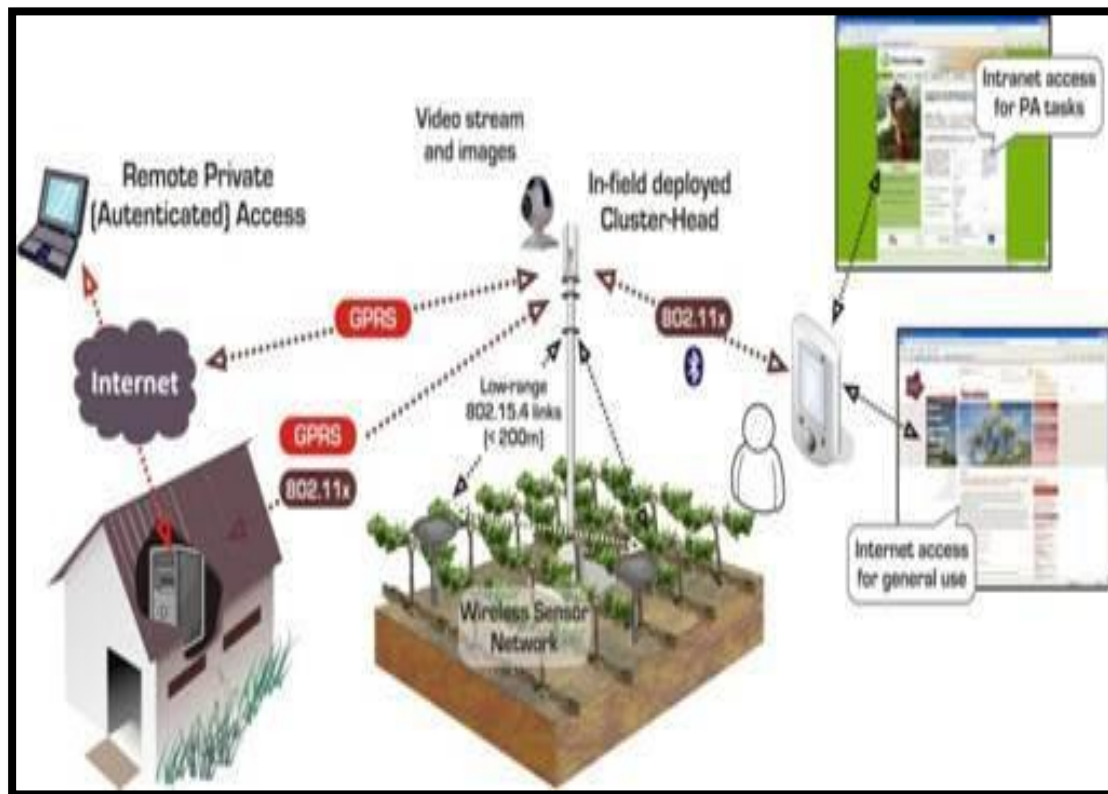 Video stream
and images
Remote Private
(Autenticated) Access
In-field deployed
Cluster-Head
Intranet access
for PA tasks
GPRS
802.11x
Internet
Low-range
802.15.4 links
(< 200m)
GPRS
802.11x
Wireless Sensor
Network
Internet access
for general use